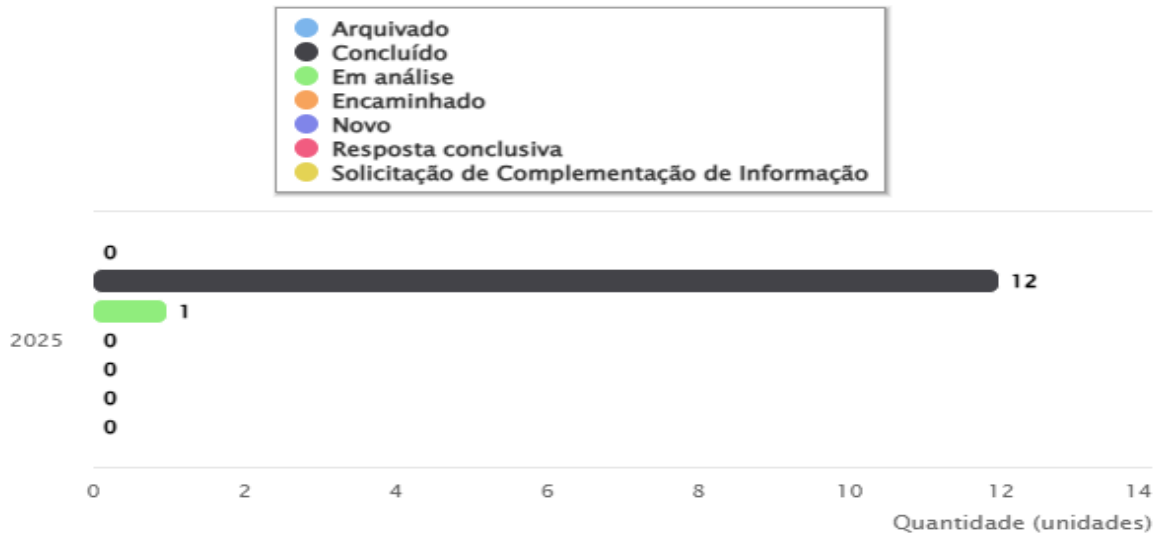 Arquivado
Concluído
Em análise
Encaminhado
Novo
Resposta conclusiva
Solicitação de Complementação de Informação
0
12
1
2025 0
0
0
0
0 2 4 6 8 10 12 14
Quantidade (unidades)